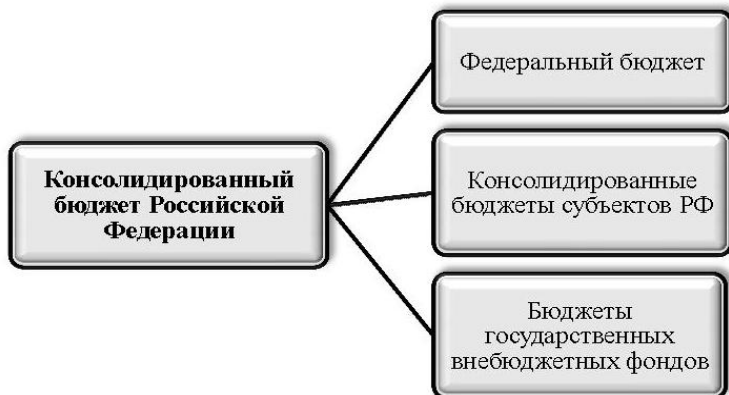 Консолидированный
бюджет Российской
Федерации
Федеральный бюджет
Консолидированные
бюджеты субъектов РФ
Бюджеты
государственных
внебюджетных фондов